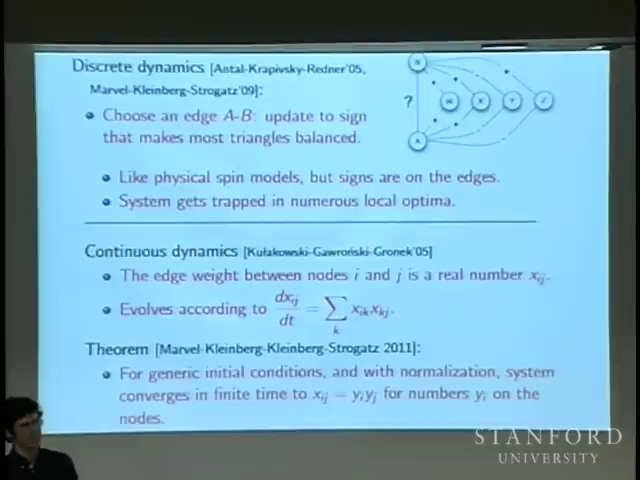 Discrete dynamics [Antal-Krapivsky-Redner'05,
Marvel-Kleinberg-Strogatz'09]:
Choose an edge A-B: update to sign
that makes most triangles balanced.
?
Like physical spin models, but signs are on the edges.
System gets trapped in numerous local optima.
Continuous dynamics [Kułakowski-Gawroński-Gronek'05]
The edge weight between nodes i and j is a real number xij.
Evolves according to dxij/dt = ∑k xikxkj.
Theorem [Marvel-Kleinberg-Kleinberg-Strogatz 2011]:
For generic initial conditions, and with normalization, system
converges in finite time to xij = yiyj for numbers yi on the
nodes.
STANFORD
UNIVERSITY